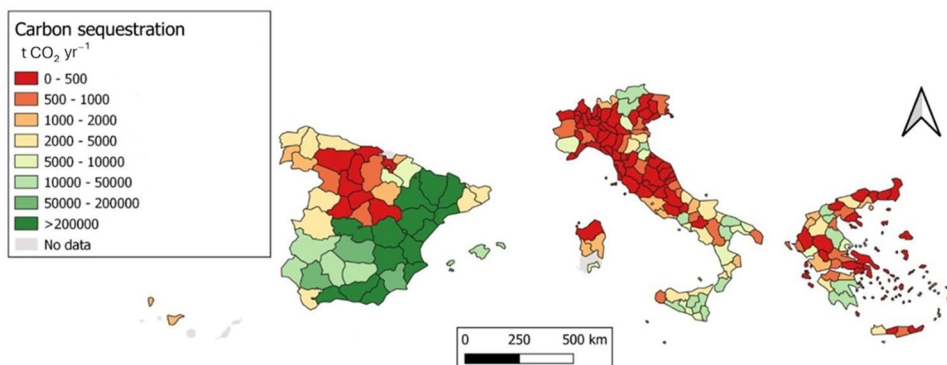 Carbon sequestration
t CO₂ yr⁻¹
0 - 500
500 - 1000
1000 - 2000
2000 - 5000
5000 - 10000
10000 - 50000
50000 - 200000
>200000
No data
0 250 500 km